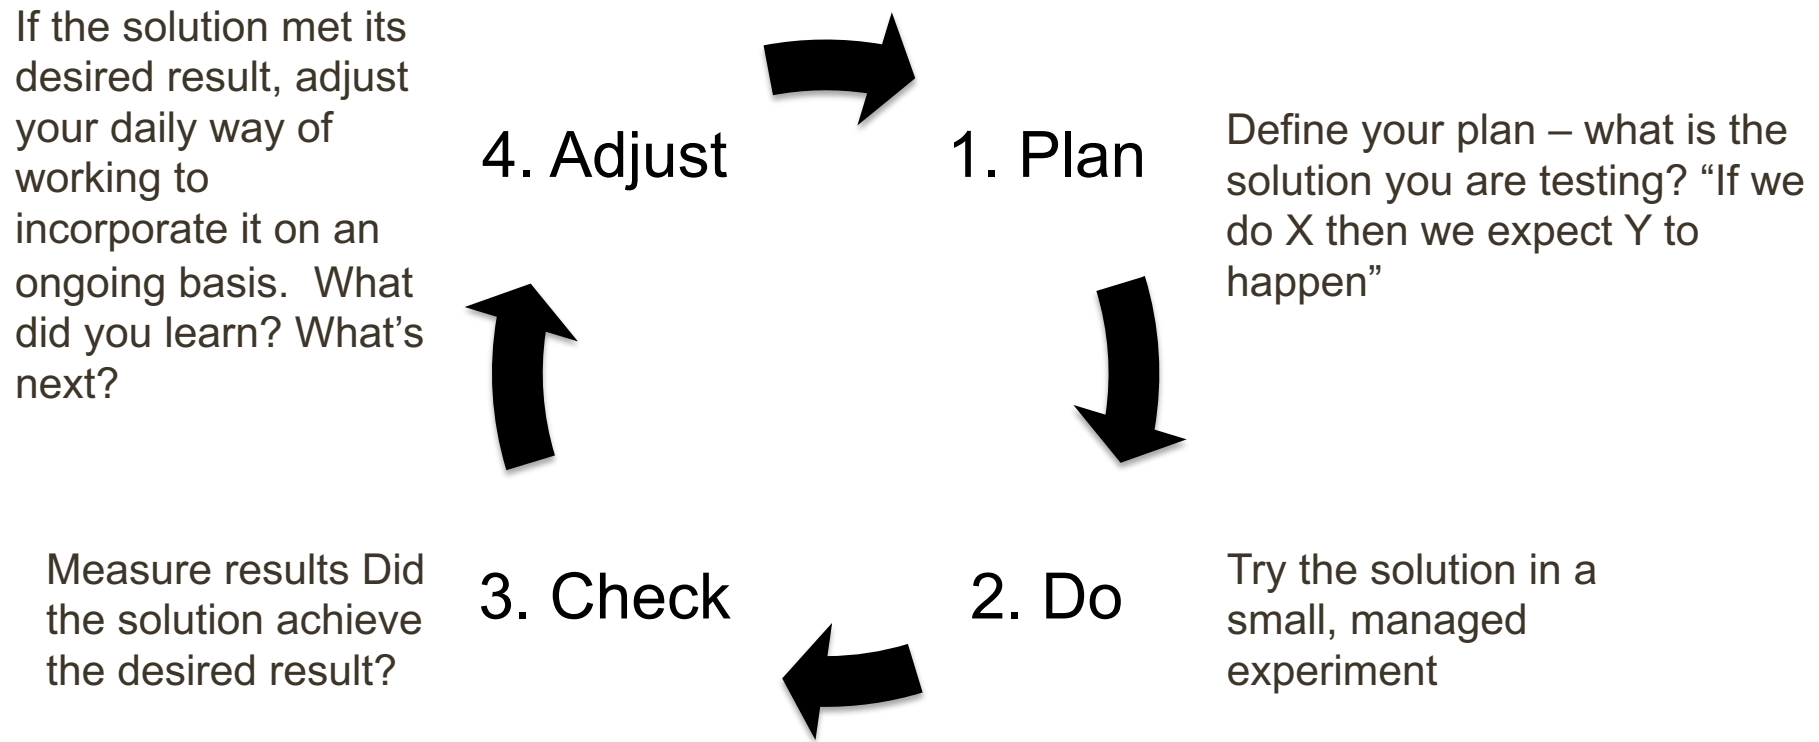 If the solution met its
desired result, adjust
your daily way of
working to
incorporate it on an
ongoing basis.  What
did you learn? What’s
next?
4. Adjust
1. Plan
Define your plan – what is the
solution you are testing? “If we
do X then we expect Y to
happen”
Measure results Did
the solution achieve
the desired result?
3. Check
2. Do
Try the solution in a
small, managed
experiment